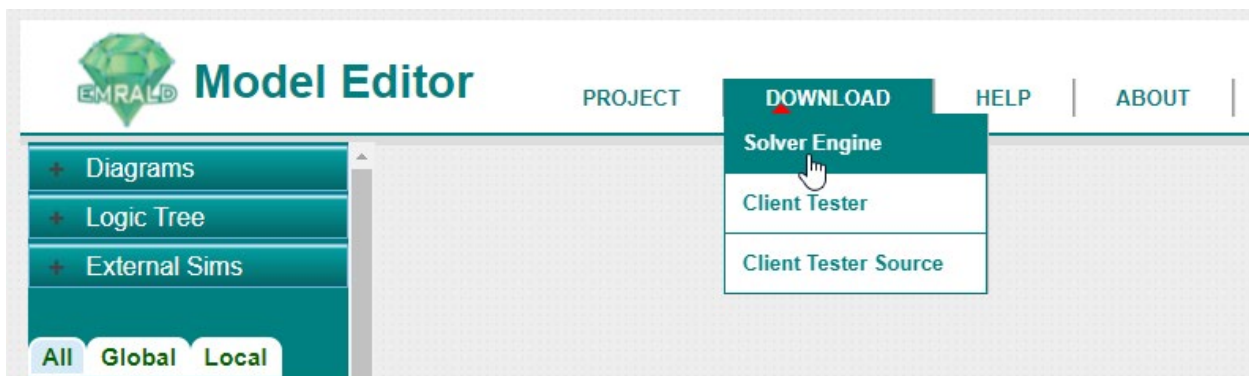 EMRALD
Model Editor
PROJECT
DOWNLOAD
HELP
ABOUT
Solver Engine
Client Tester
Client Tester Source
Diagrams
Logic Tree
External Sims
All Global Local